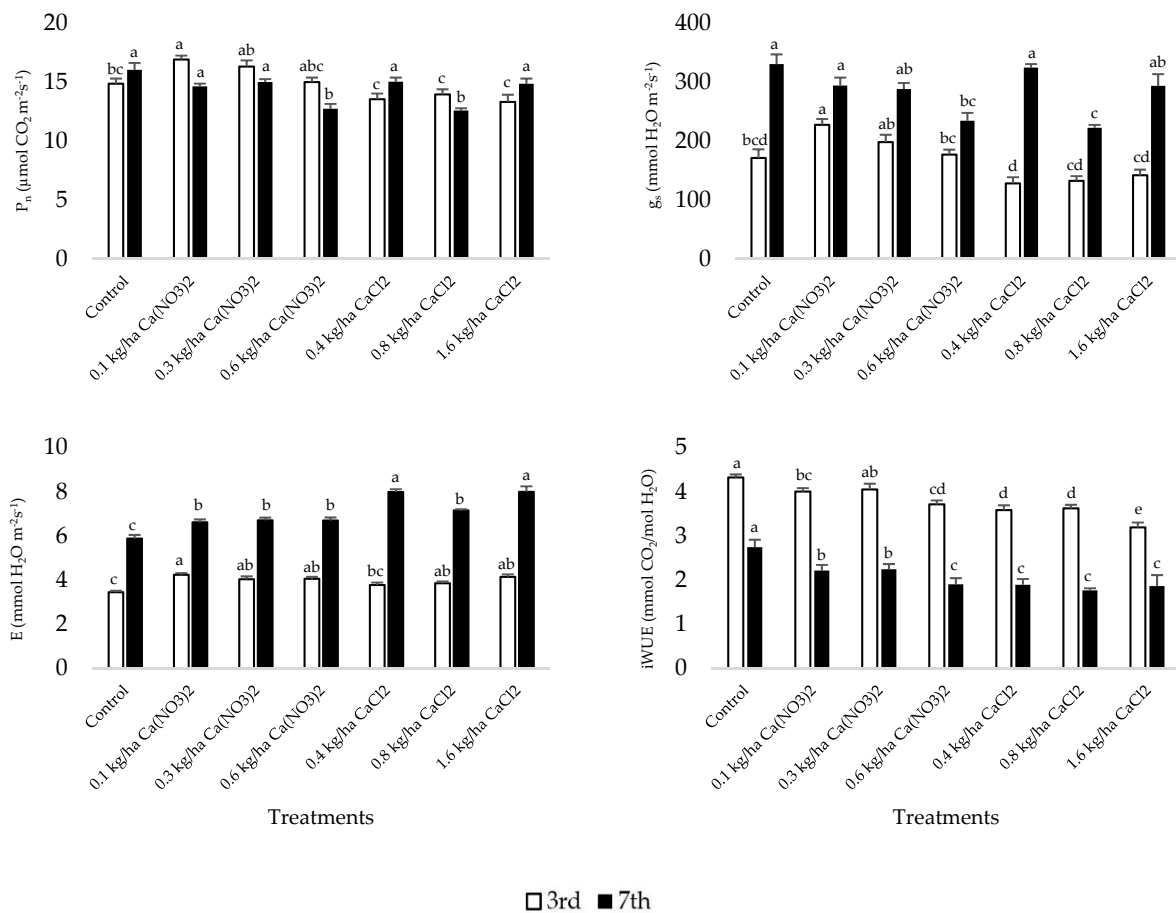 20
15
10
5
0
Pn (µmol CO2 m-2s-1)
bc a a a ab a abc b c a c b c a
Control
0.1 kg/ha Ca(NO3)2
0.3 kg/ha Ca(NO3)2
0.6 kg/ha Ca(NO3)2
0.4 kg/ha CaCl2
0.8 kg/ha CaCl2
1.6 kg/ha CaCl2
400
300
200
100
0
gs (mmol H2O m-2s-1)
bcd a a a ab ab bc bc d a cd c cd ab
Control
0.1 kg/ha Ca(NO3)2
0.3 kg/ha Ca(NO3)2
0.6 kg/ha Ca(NO3)2
0.4 kg/ha CaCl2
0.8 kg/ha CaCl2
1.6 kg/ha CaCl2
10
8
6
4
2
0
E (mmol H2O m-2s-1)
c c a b ab b ab b bc a ab b ab a
Control
0.1 kg/ha Ca(NO3)2
0.3 kg/ha Ca(NO3)2
0.6 kg/ha Ca(NO3)2
0.4 kg/ha CaCl2
0.8 kg/ha CaCl2
1.6 kg/ha CaCl2
Treatments
5
4
3
2
1
0
iWUE (mmol CO2/mol H2O)
a a bc b ab b cd c d c d c e c
Control
0.1 kg/ha Ca(NO3)2
0.3 kg/ha Ca(NO3)2
0.6 kg/ha Ca(NO3)2
0.4 kg/ha CaCl2
0.8 kg/ha CaCl2
1.6 kg/ha CaCl2
Treatments
3rd 7th